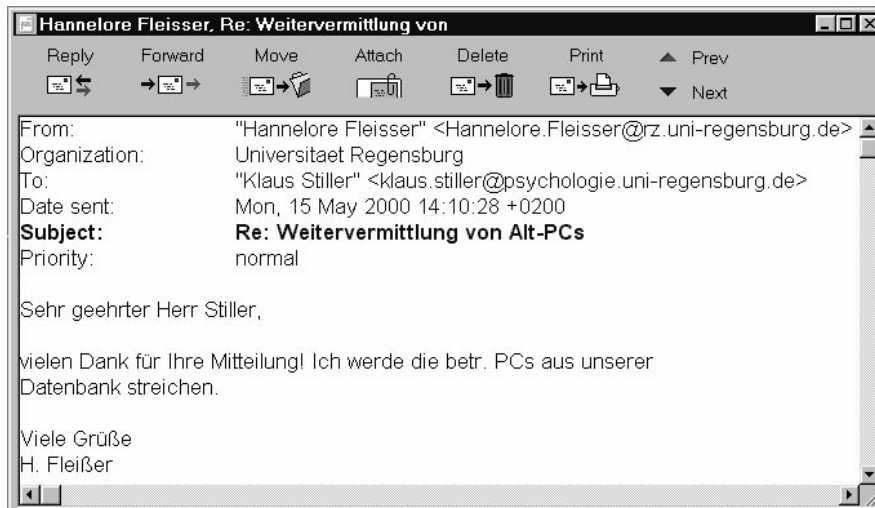 Hannelore Fleisser, Re: Weitervermittlung von
Reply Forward Move Attach Delete Print Prev
Next
From: "Hannelore Fleisser" <Hannelore.Fleisser@rz.uni-regensburg.de>
Organization: Universitaet Regensburg
To: "Klaus Stiller" <klaus.stiller@psychologie.uni-regensburg.de>
Date sent: Mon, 15 May 2000 14:10:28 +0200
Subject: Re: Weitervermittlung von Alt-PCs
Priority: normal
Sehr geehrter Herr Stiller,
vielen Dank für Ihre Mitteilung! Ich werde die betr. PCs aus unserer
Datenbank streichen.
Viele Grüße
H. Fleißer